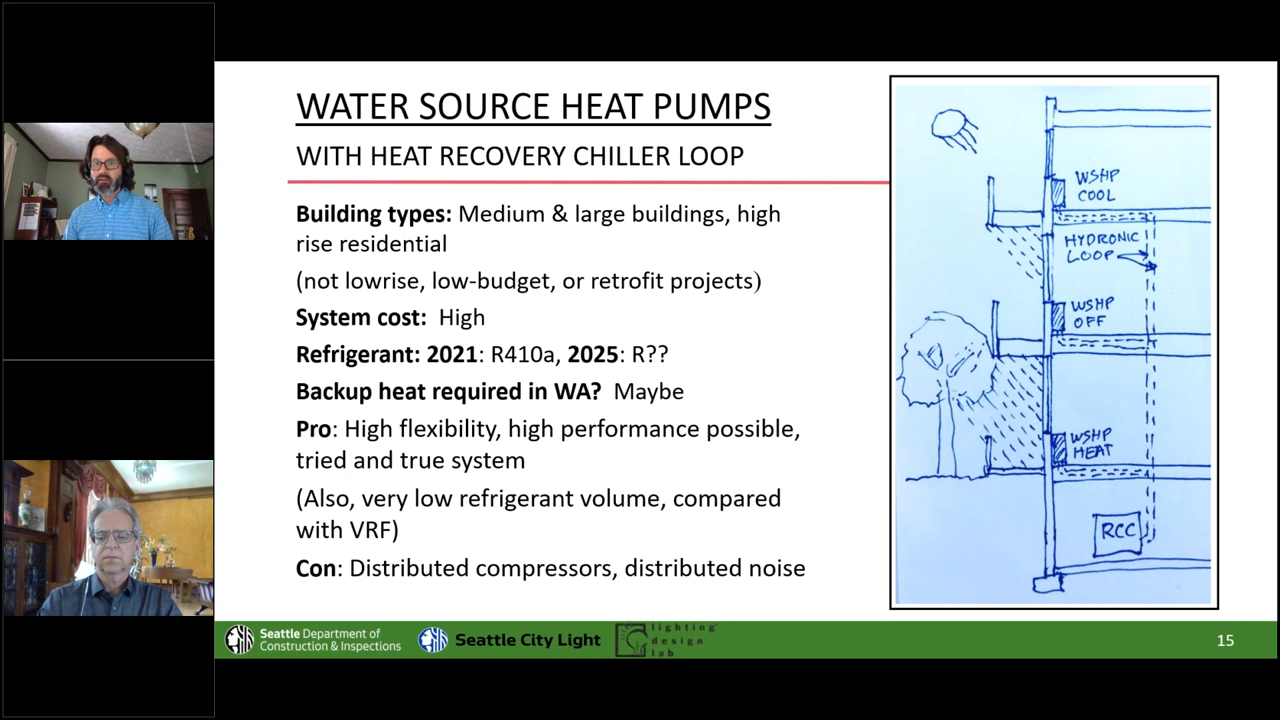 WATER SOURCE HEAT PUMPS
WITH HEAT RECOVERY CHILLER LOOP
Building types: Medium & large buildings, high
rise residential
(not lowrise, low-budget, or retrofit projects)
System cost: High
Refrigerant: 2021: R410a, 2025: R??
Backup heat required in WA? Maybe
Pro: High flexibility, high performance possible,
tried and true system
(Also, very low refrigerant volume, compared
with VRF)
Con: Distributed compressors, distributed noise
WSHP
COOL
HYDRONIC
LOOP
WSHP
OFF
WSHP
HEAT
RCC
Seattle Department of
Construction & Inspections
Seattle City Light
lighting
design
lab
15